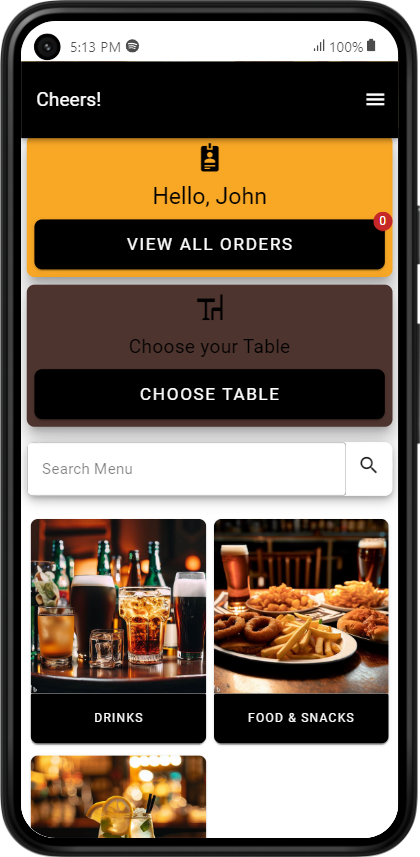 5:13 PM 100%
Cheers!
Hello, John
0
VIEW ALL ORDERS
Choose your Table
CHOOSE TABLE
Search Menu
DRINKS FOOD & SNACKS